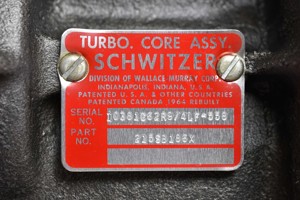 TURBO. CORE ASSY.
SCHWITZER
DIVISION OF WALLACE MURRAY CORP.
INDIANAPOLIS, INDIANA, U.S.A.
PATENTED U.S.A. & OTHER COUNTRIES
PATENTED CANADA 1964 REBUILT
SERIAL NO.
PART NO.